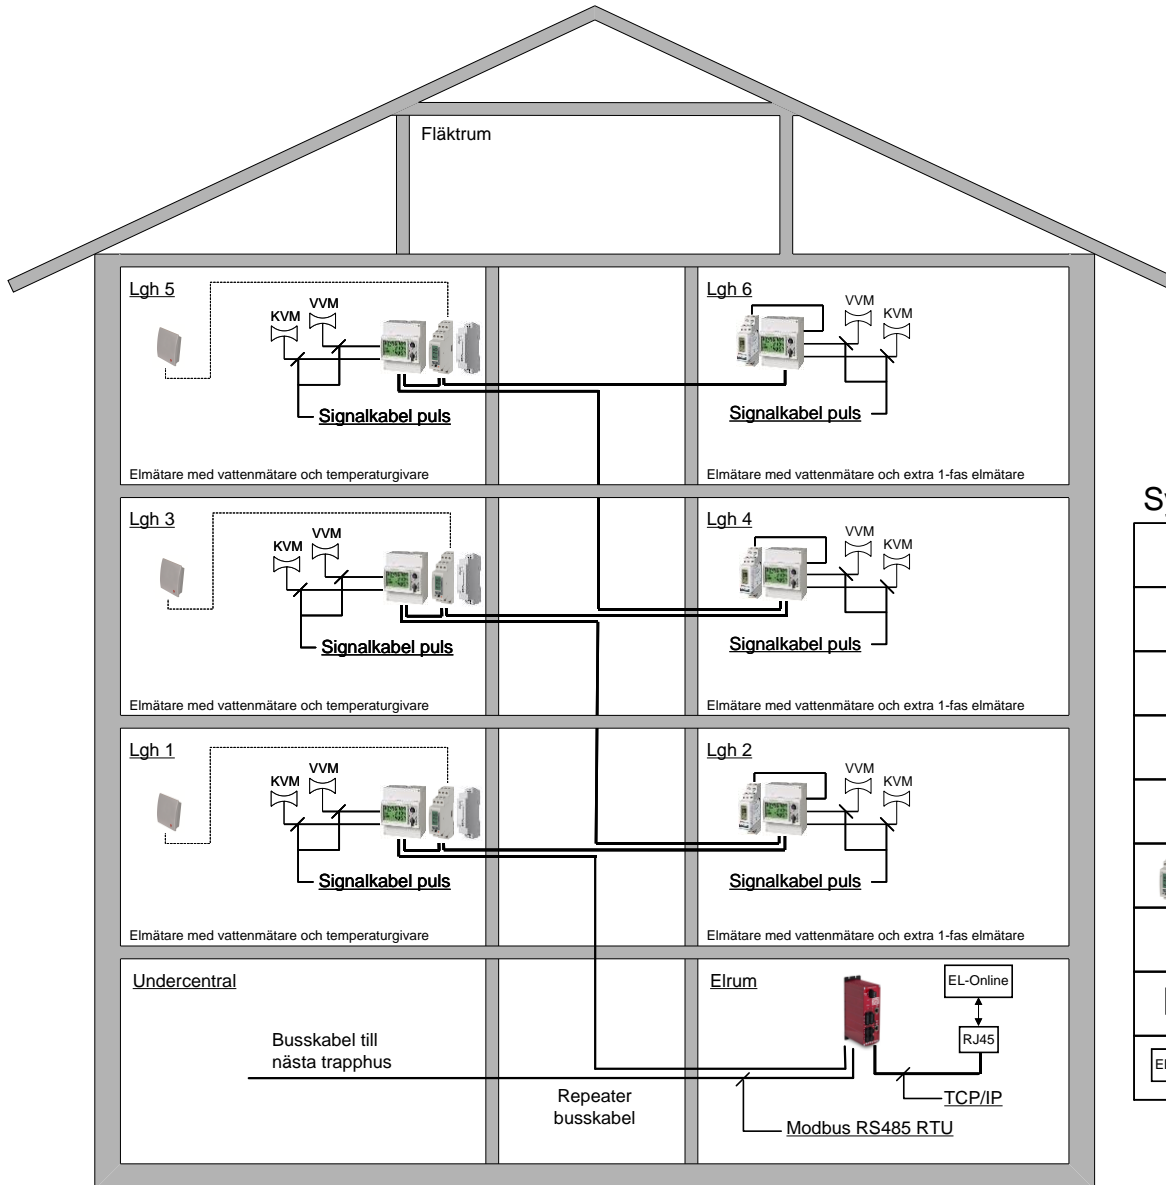 Fläktrum
Lgh 5
KVM
VVM
Signalkabel puls
Elmätare med vattenmätare och temperaturgivare
Lgh 6
VVM
KVM
Signalkabel puls
Elmätare med vattenmätare och extra 1-fas elmätare
Lgh 3
KVM
VVM
Signalkabel puls
Elmätare med vattenmätare och temperaturgivare
Lgh 4
VVM
KVM
Signalkabel puls
Elmätare med vattenmätare och extra 1-fas elmätare
Lgh 1
KVM
VVM
Signalkabel puls
Elmätare med vattenmätare och temperaturgivare
Lgh 2
VVM
KVM
Signalkabel puls
Elmätare med vattenmätare och extra 1-fas elmätare
Undercentral
Busskabel till
nästa trapphus
Repeater
busskabel
Elrum
EL-Online
RJ45
TCP/IP
Modbus RS485 RTU